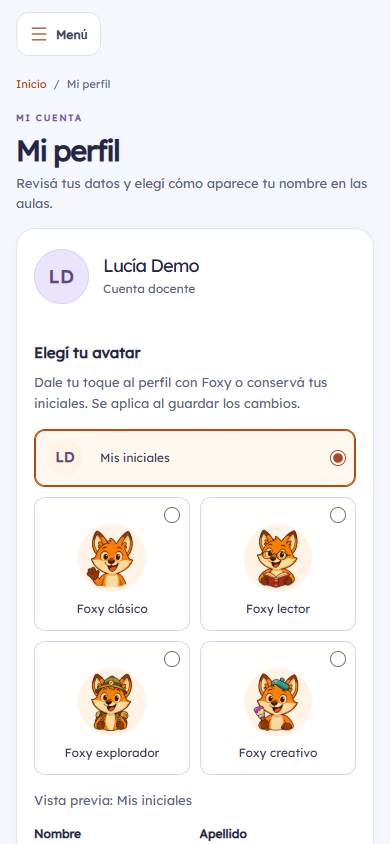 Menú
Inicio / Mi perfil
MI CUENTA
Mi perfil
Revisá tus datos y elegí cómo aparece tu nombre en las
aulas.
LD
Lucía Demo
Cuenta docente
Elegí tu avatar
Dale tu toque al perfil con Foxy o conservá tus
iniciales. Se aplica al guardar los cambios.
LD Mis iniciales
Foxy clásico
Foxy lector
Foxy explorador
Foxy creativo
Vista previa: Mis iniciales
Nombre Apellido